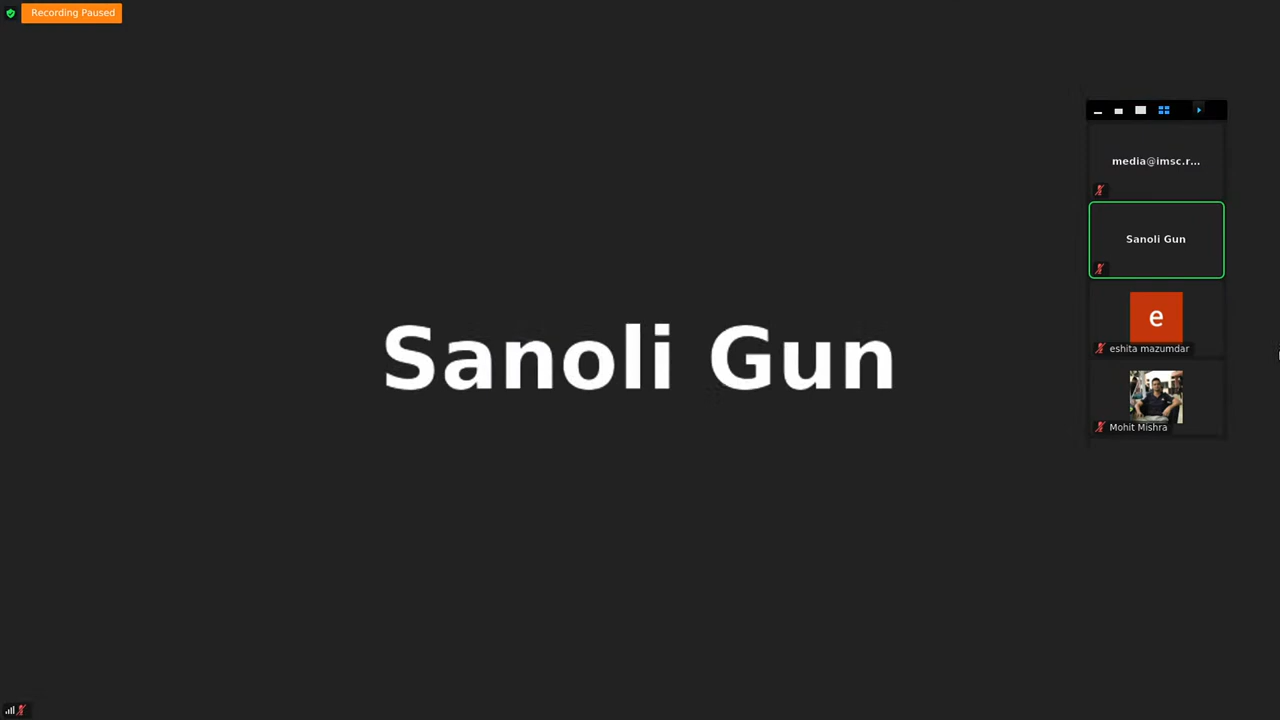 Recording Paused
media@imsc.r...
Sanoli Gun
e
eshita mazumdar
Mohit Mishra
Sanoli Gun